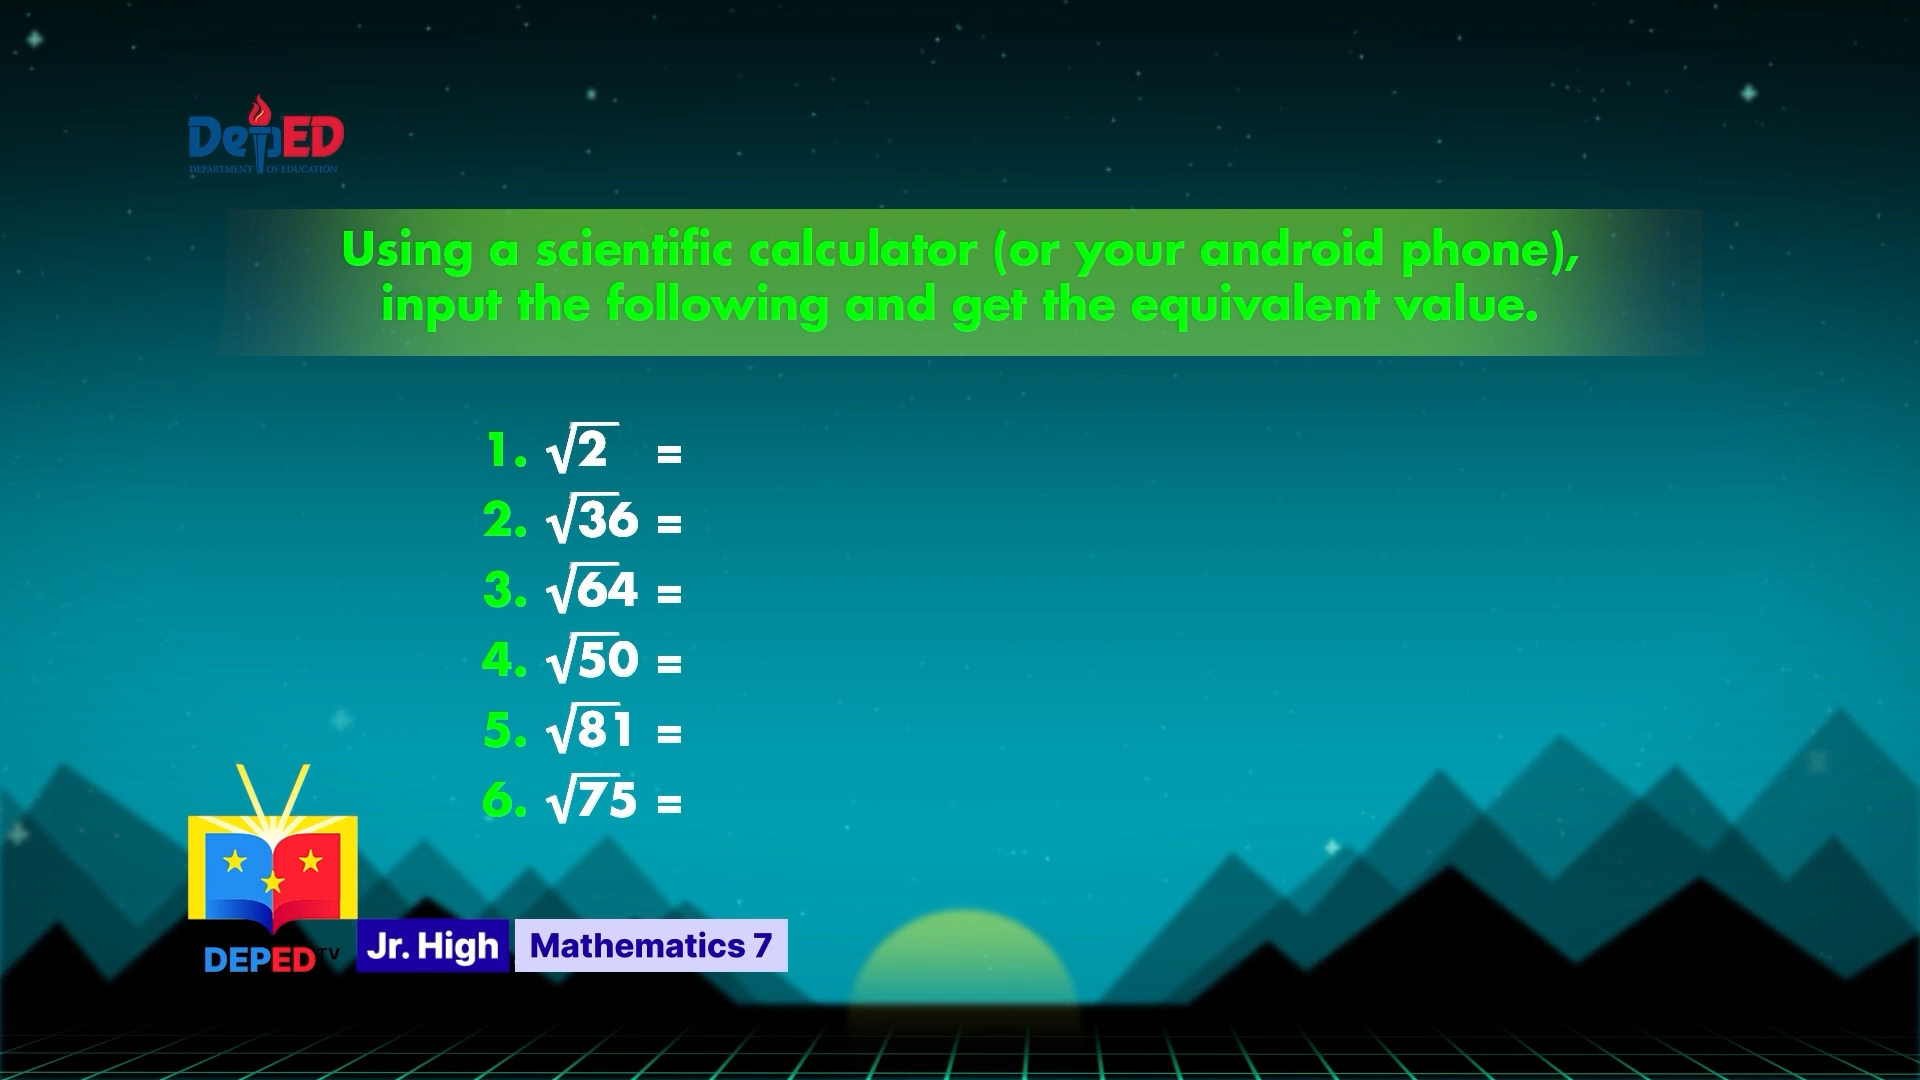 DepED
DEPARTMENT OF EDUCATION
Using a scientific calculator (or your android phone),
input the following and get the equivalent value.
1. √2 =
2. √36 =
3. √64 =
4. √50 =
5. √81 =
6. √75 =
DEPED TV
Jr. High
Mathematics 7